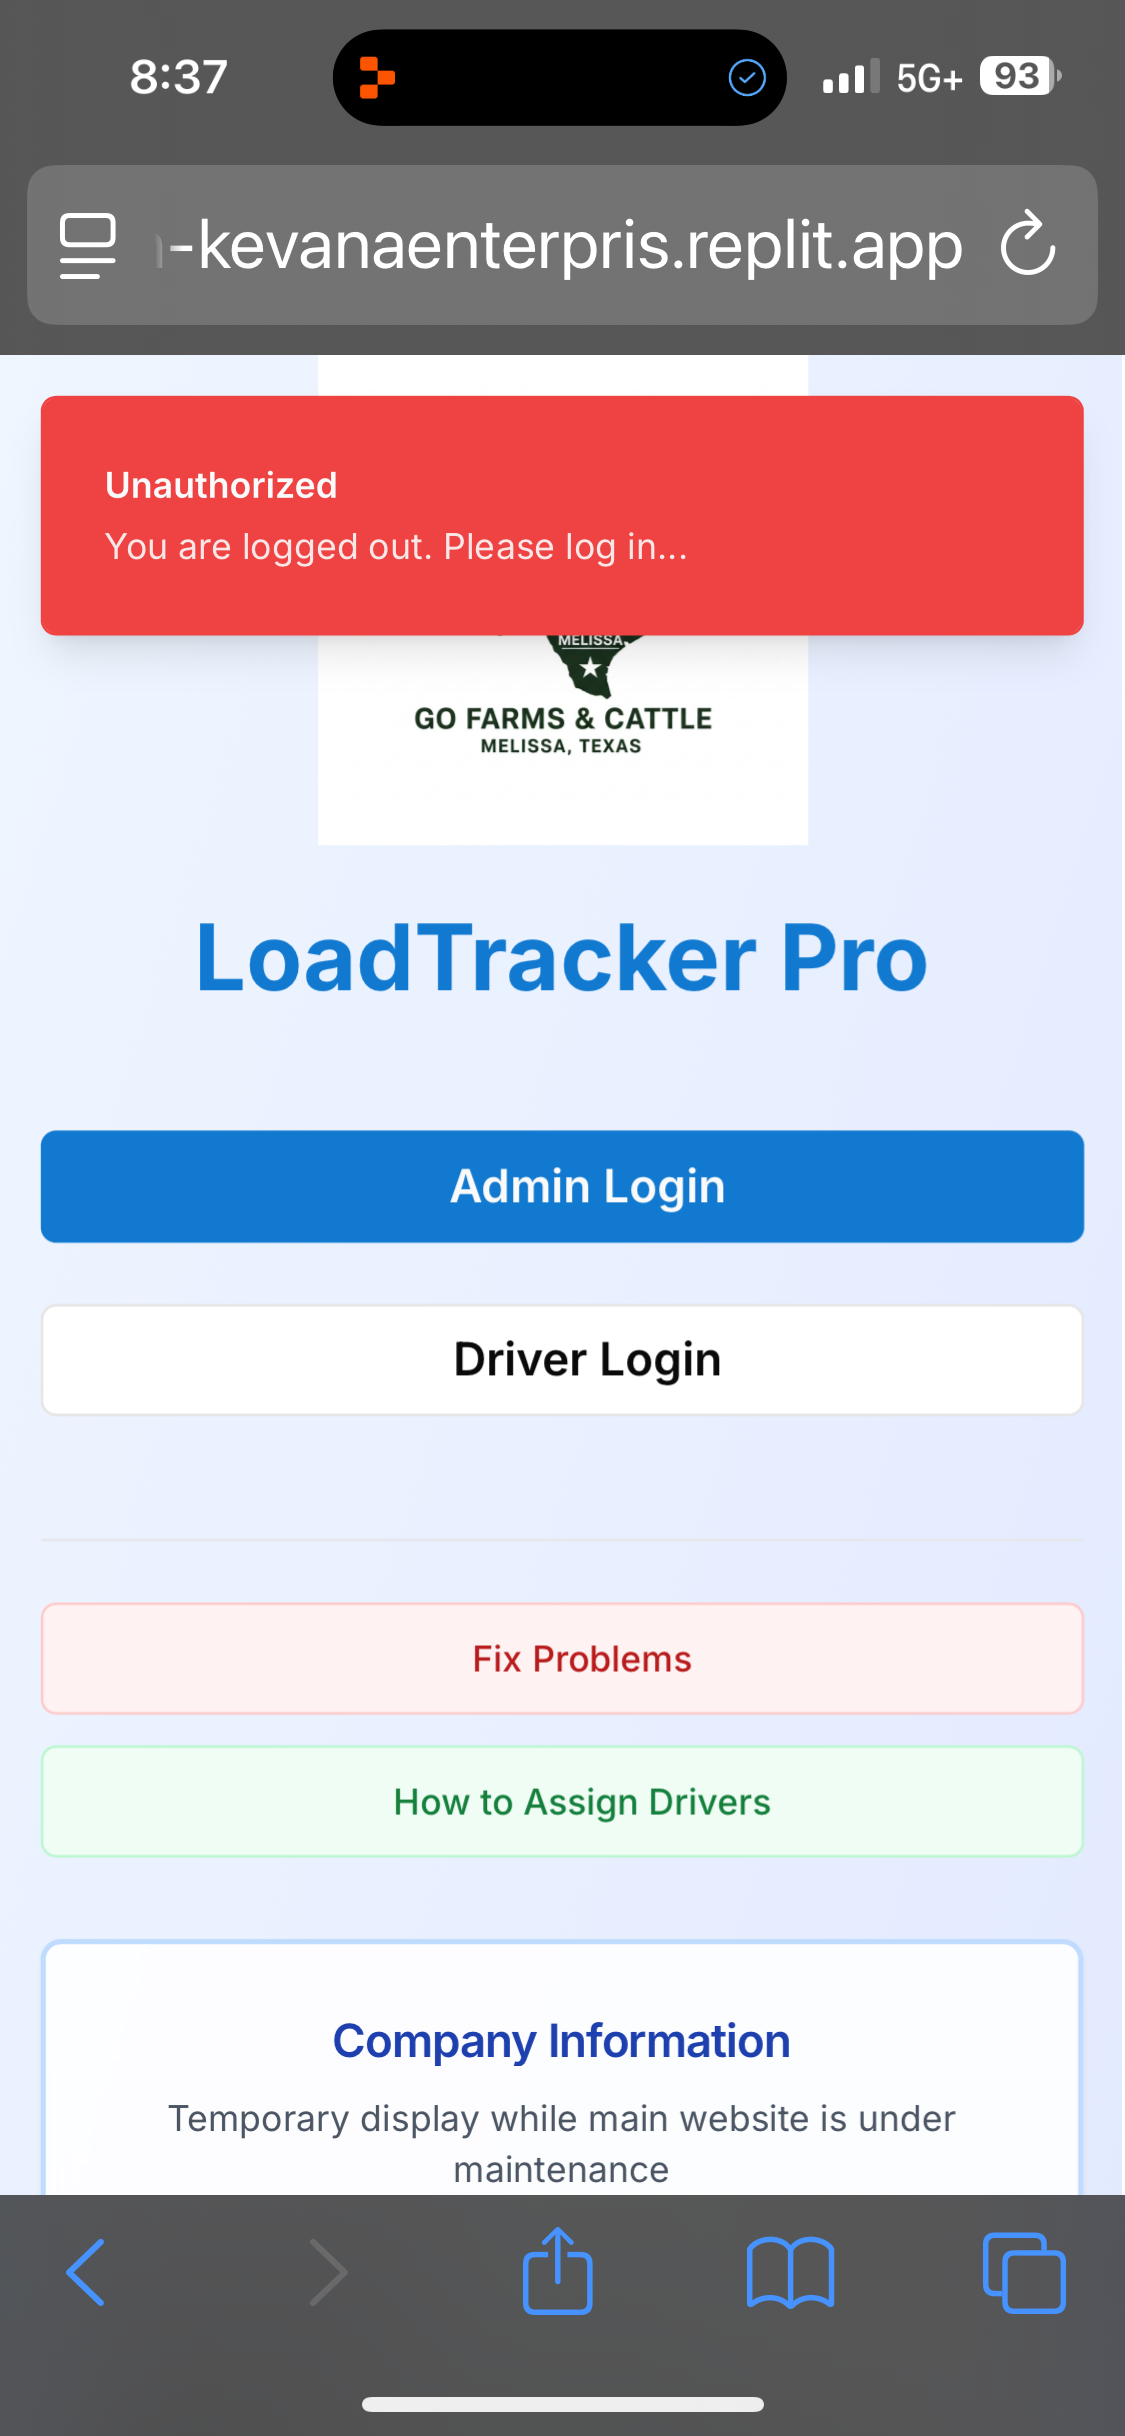 8:37
5G+
93
-kevanaenterpris.replit.app
Unauthorized
You are logged out. Please log in...
MELISSA
GO FARMS & CATTLE
MELISSA, TEXAS
LoadTracker Pro
Admin Login
Driver Login
Fix Problems
How to Assign Drivers
Company Information
Temporary display while main website is under
maintenance